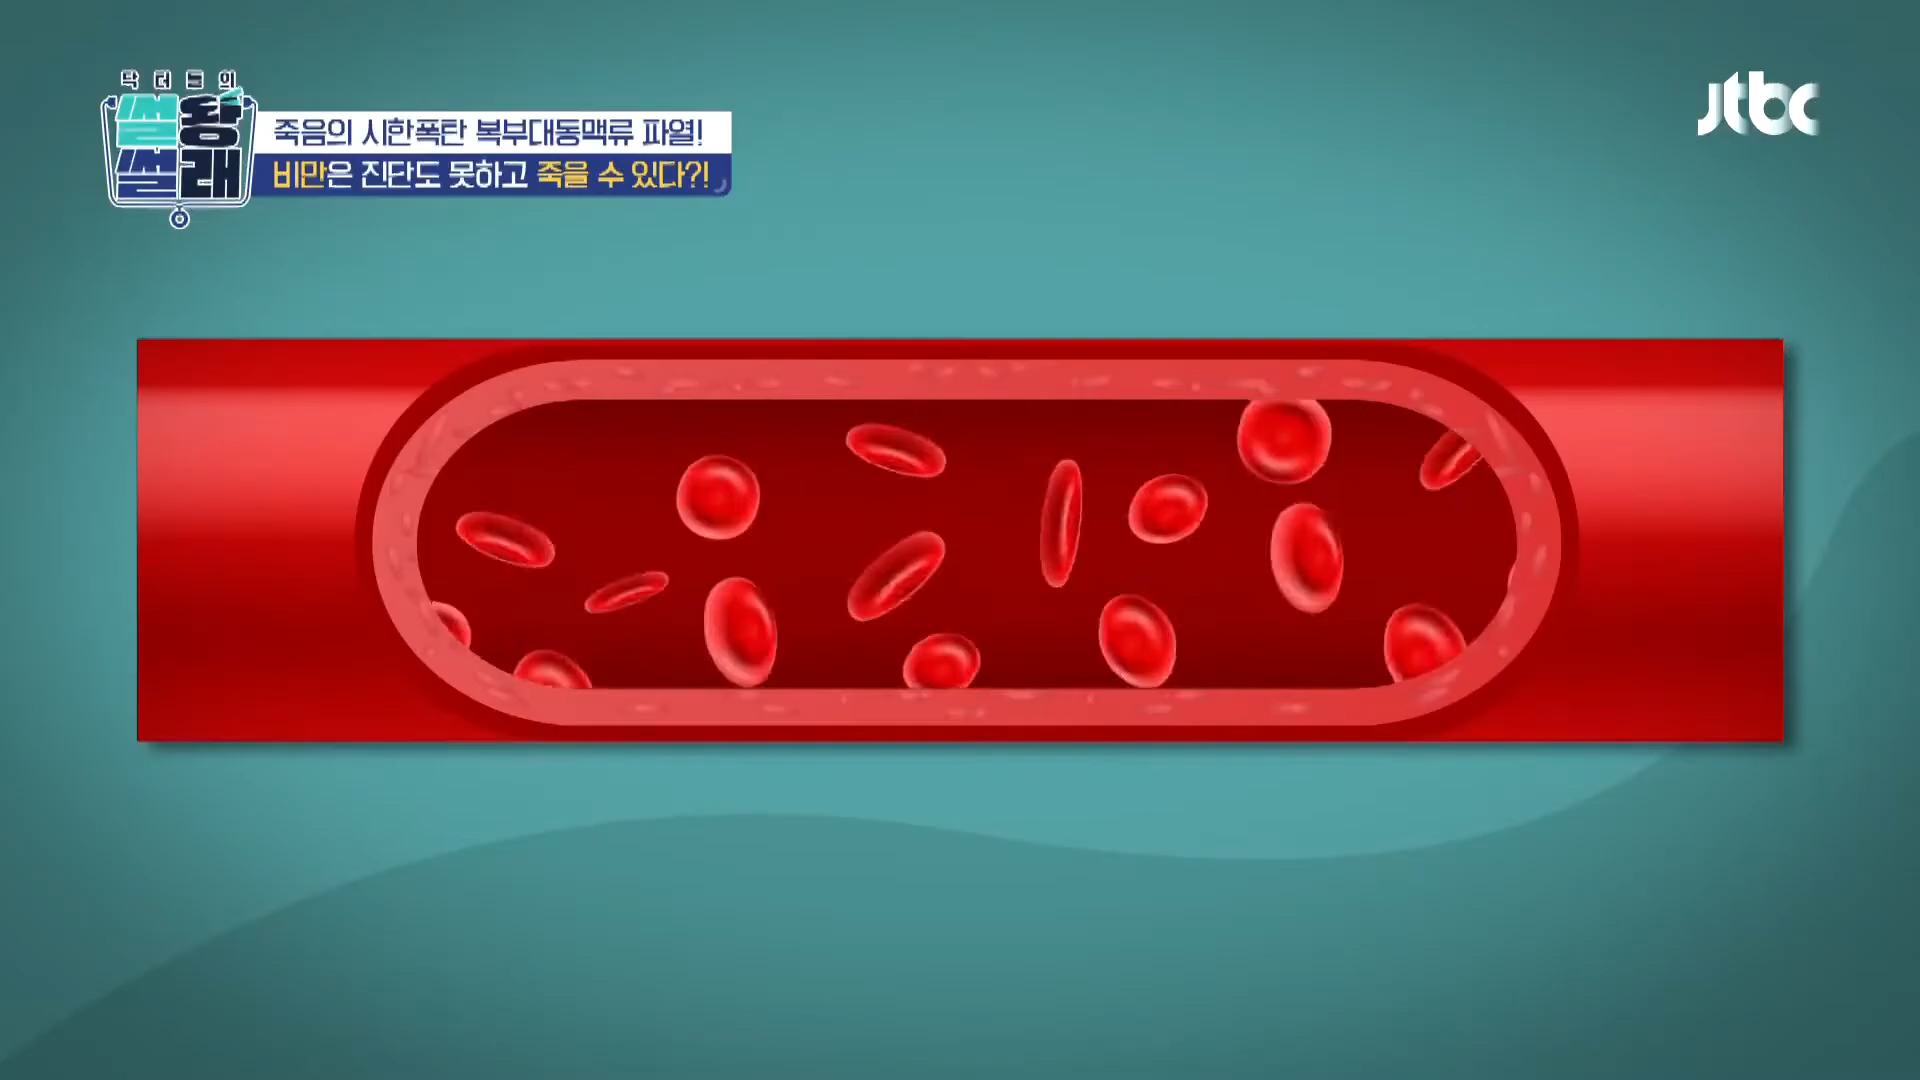 닥터들의
썰왕
썰래
죽음의 시한폭탄 복부대동맥류 파열!
비만은 진단도 못하고 죽을 수 있다?!
jtbc